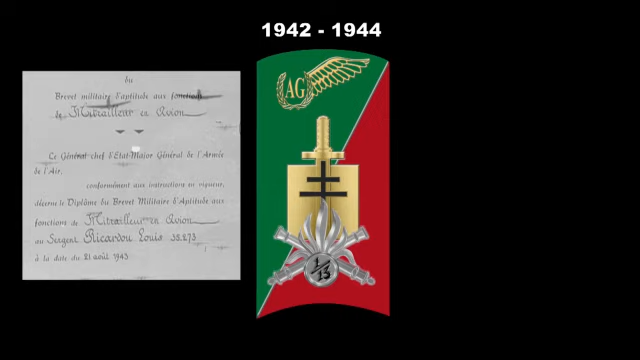 1942 - 1944
du
Brevet militaire d'aptitude aux fonctions
de Mitrailleur en Avion
Le Général chef d'Etat-Major Général de l'Armée
de l'Air,
conformément aux instructions en vigueur,
décerne le Diplôme du Brevet Militaire d'Aptitude aux
fonctions de Mitrailleur en Avion
au Sergent Ricardou Louis 38.273
à la date du 21 août 1943
AG
1/15